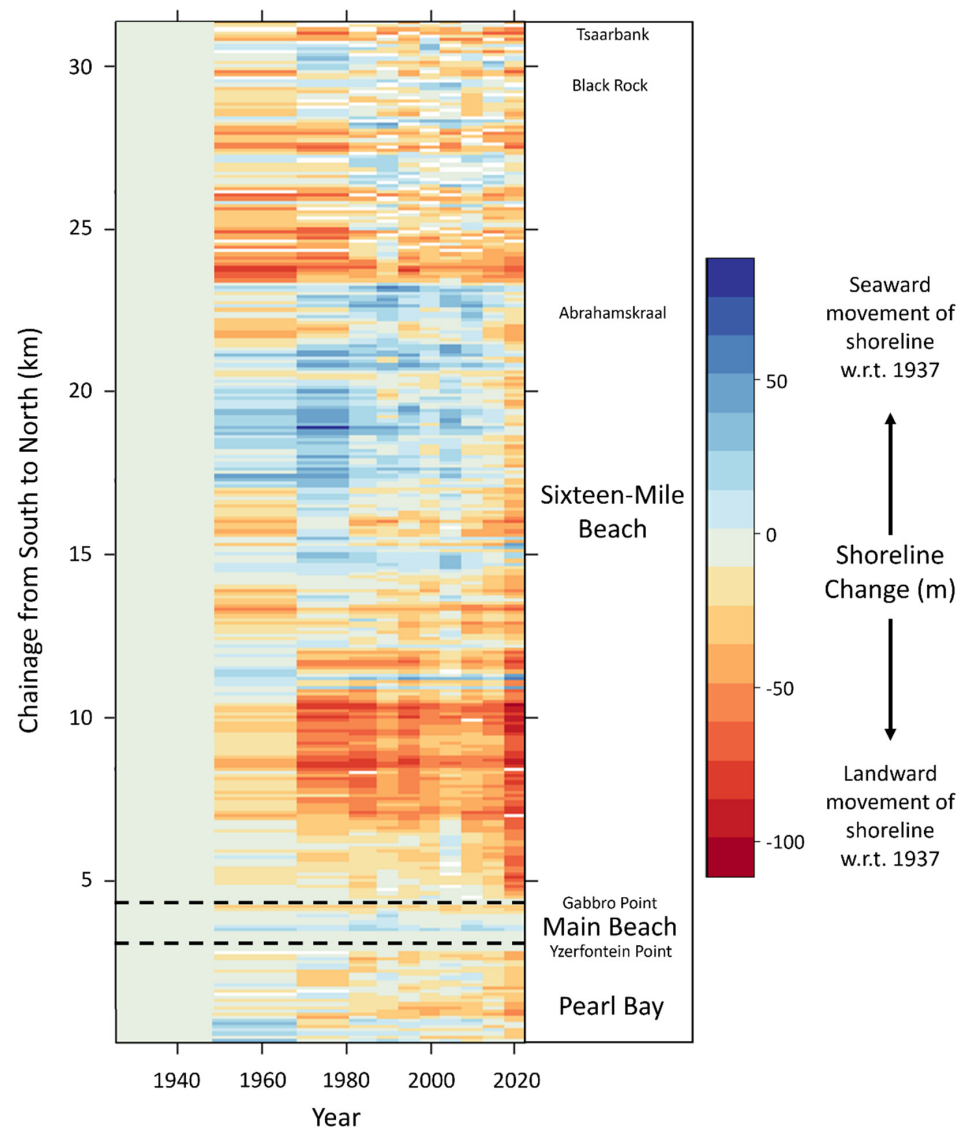 Chainage from South to North (km)
30
25
20
15
10
5
1940
1960
1980
2000
2020
Year
Tsaarbank
Black Rock
Abrahamskraal
Sixteen-Mile
Beach
Gabbro Point
Main Beach
Yzerfontein Point
Pearl Bay
50
0
-50
-100
Seaward
movement of
shoreline
w.r.t. 1937
Shoreline
Change (m)
Landward
movement of
shoreline
w.r.t. 1937